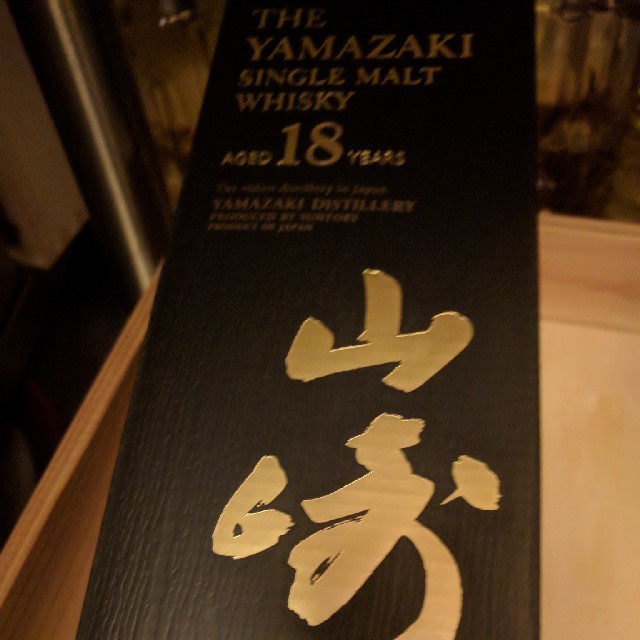 THE
YAMAZAKI
SINGLE MALT
WHISKY
AGED 18 YEARS
The oldest distillery in Japan
YAMAZAKI DISTILLERY
PRODUCED BY SUNTORY
PRODUCT OF JAPAN
山
崎